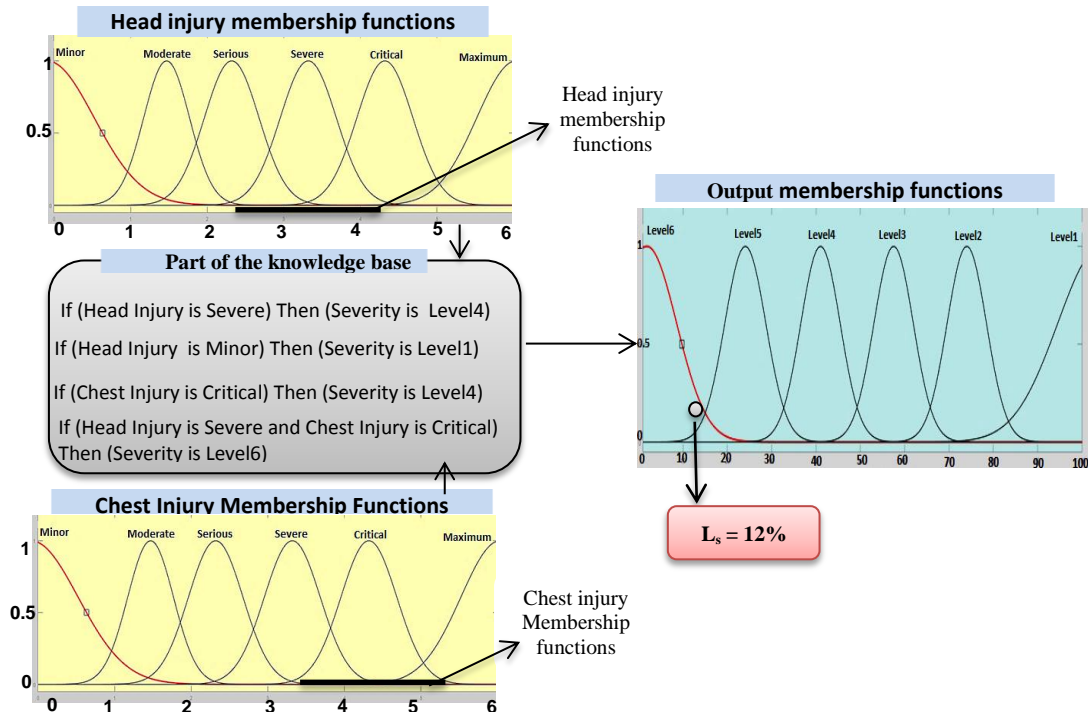 Head injury membership functions
Minor Moderate Serious Severe Critical Maximum
1
0.5
0 1 2 3 4 5 6
Head injury
membership
functions
Part of the knowledge base
If (Head Injury is Severe) Then (Severity is Level4)
If (Head Injury is Minor) Then (Severity is Level1)
If (Chest Injury is Critical) Then (Severity is Level4)
If (Head Injury is Severe and Chest Injury is Critical)
Then (Severity is Level6)
Output membership functions
Level6 Level5 Level4 Level3 Level2 Level1
1
0.5
0
0 10 20 30 40 50 60 70 80 90 100
Ls = 12%
Chest Injury Membership Functions
Minor Moderate Serious Severe Critical Maximum
1
0.5
0
0 1 2 3 4 5 6
Chest injury
Membership
functions